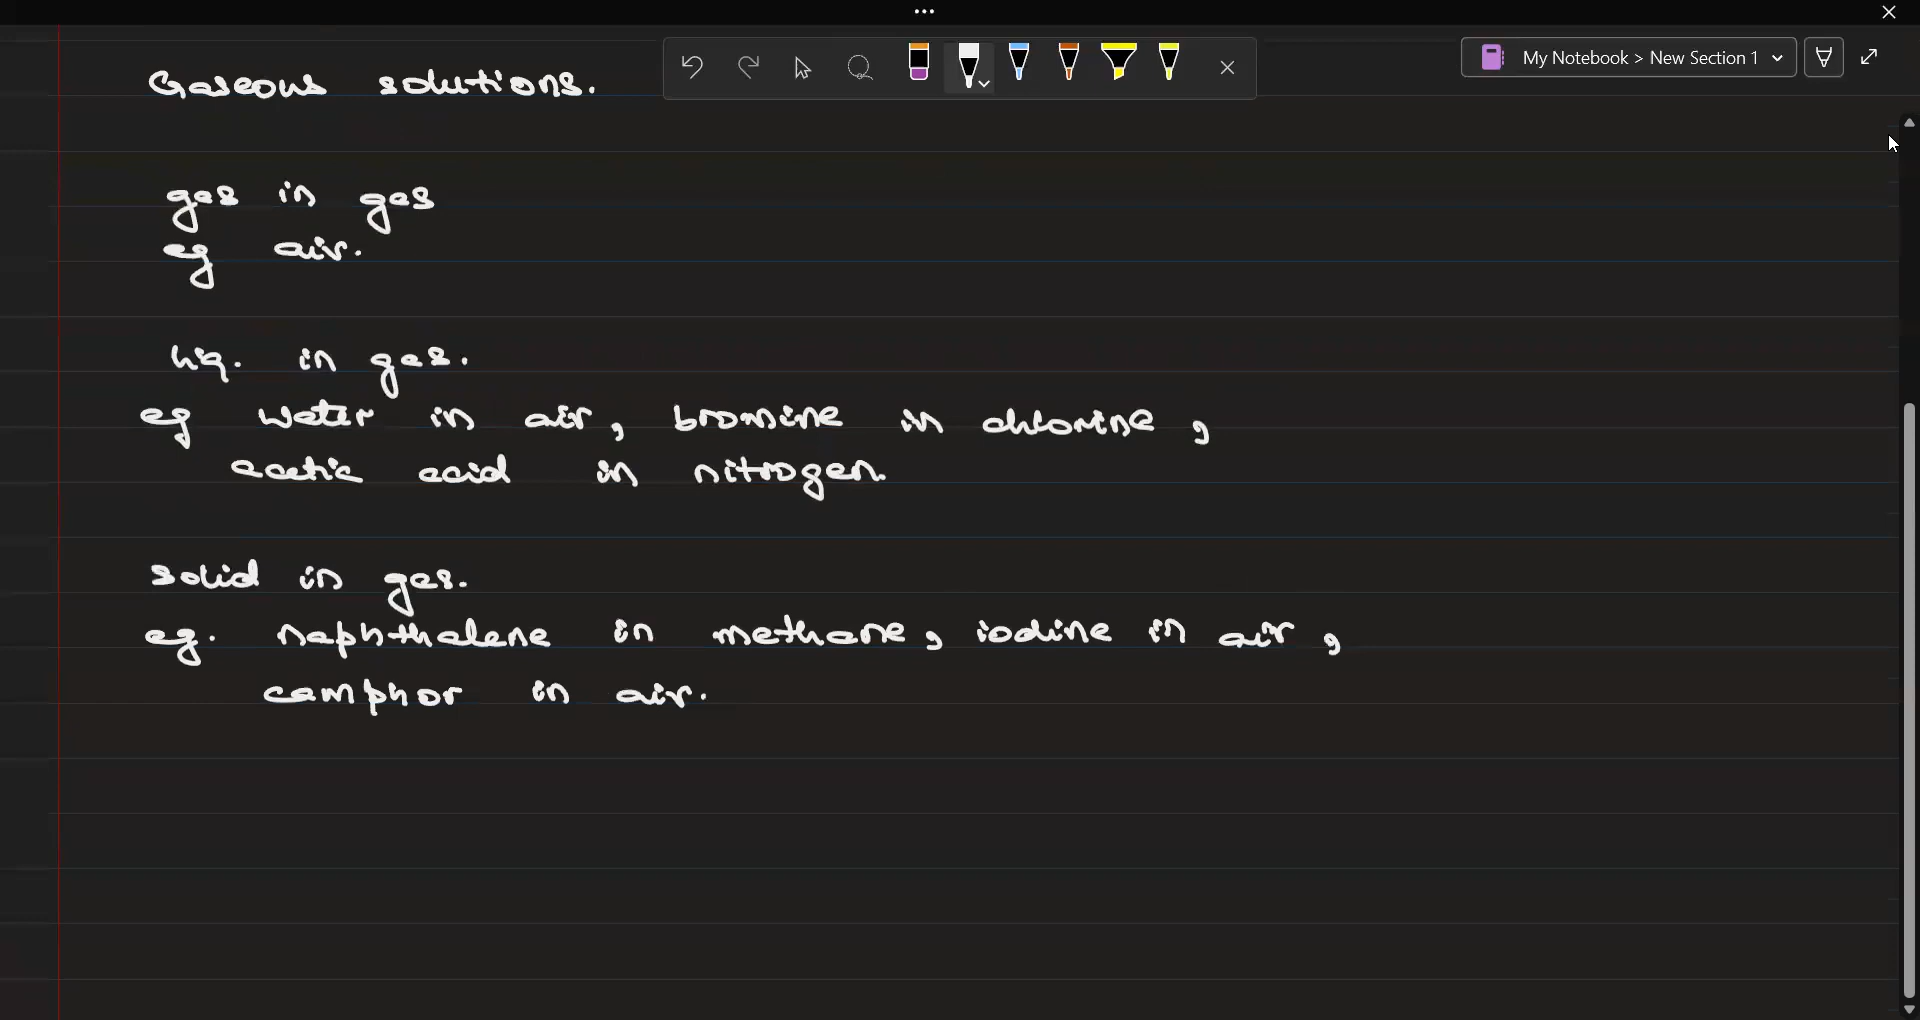 My Notebook > New Section 1
Gaseous solutions.
gas in gas
eg air.
liq. in gas.
eg water in air, bromine in chlorine,
acetic acid in nitrogen.
solid in gas.
eg. naphthalene in methane, iodine in air,
camphor in air.